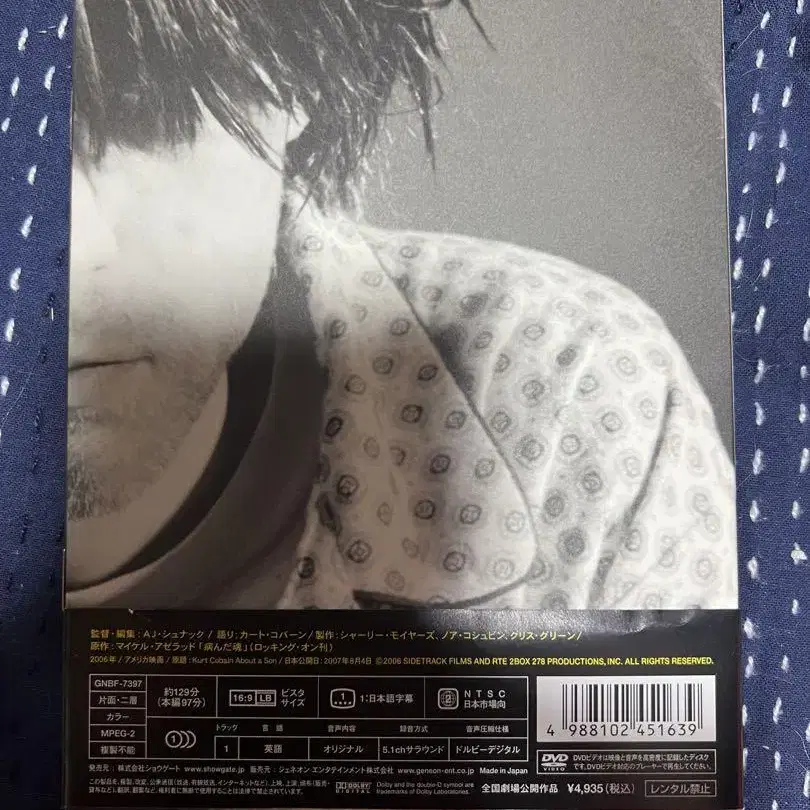 監督・編集：AJ・シュナック / 語り：カート・コバーン / 製作：シャーリー・モイヤーズ、ノア・コシュビン、クリス・グリーン/
原作：マイケル・アゼラッド「病んだ魂」（ロッキング・オン刊）
2006年 / アメリカ映画 / 原題：Kurt Cobain About a Son / 日本公開日：2007年8月4日 ©2006 SIDETRACK FILMS AND RTE 2BOX 278 PRODUCTIONS, INC. ALL RIGHTS RESERVED.
GNBF-7397
片面・二層
カラー
MPEG-2
複製不能
約129分
（本編97分）
16:9 LB
ビスタ
サイズ
1
1：日本語字幕
2
NTSC
日本市場向
トラック 言語 音声内容 録音方式 音声圧縮仕様
1 英語 オリジナル 5.1chサラウンド ドルビーデジタル
4 988102 451639
DVD VIDEO
DVDビデオは映像と音声を高密度に記録したディスク
です。DVDビデオ対応のプレーヤーで再生してください。
発売元：株式会社ショウゲート www.showgate.jp 販売元：ジェネオン エンタテインメント株式会社 www.geneon-ent.co.jp Made in Japan
DOLBY DIGITAL
Dolby and the double-D symbol are
trademarks of Dolby Laboratories.
全国劇場公開作品 ¥4,935（税込） レンタル禁止